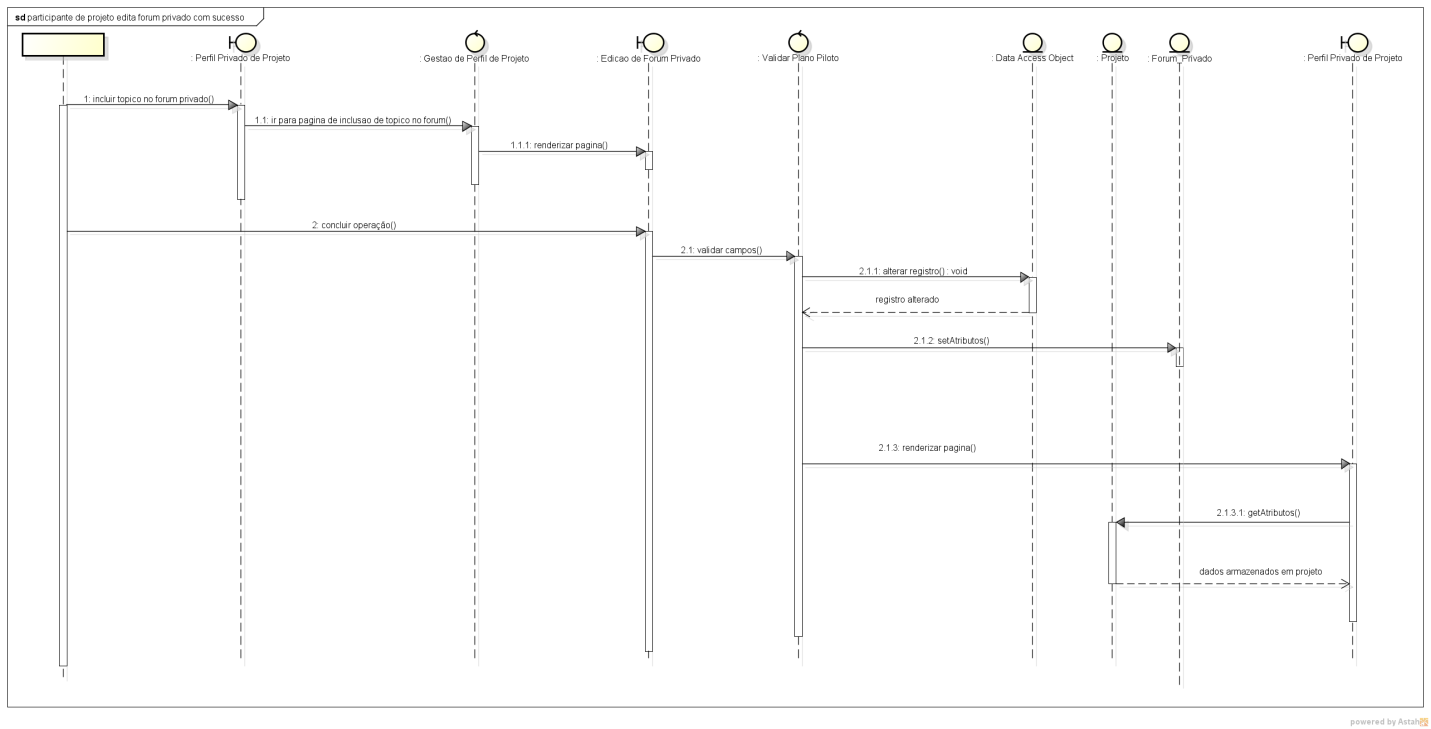 sd participante de projeto edita forum privado com sucesso
: Perfil Privado de Projeto
: Gestao de Perfil de Projeto
: Edicao de Forum Privado
: Validar Plano Piloto
: Data Access Object
: Projeto
: Forum_Privado
: Perfil Privado de Projeto
1: incluir topico no forum privado()
1.1: ir para pagina de inclusao de topico no forum()
1.1.1: renderizar pagina()
2: concluir operação()
2.1: validar campos()
2.1.1: alterar registro() : void
registro alterado
2.1.2: setAtributos()
2.1.3: renderizar pagina()
2.1.3.1: getAtributos()
dados armazenados em projeto
powered by Astah